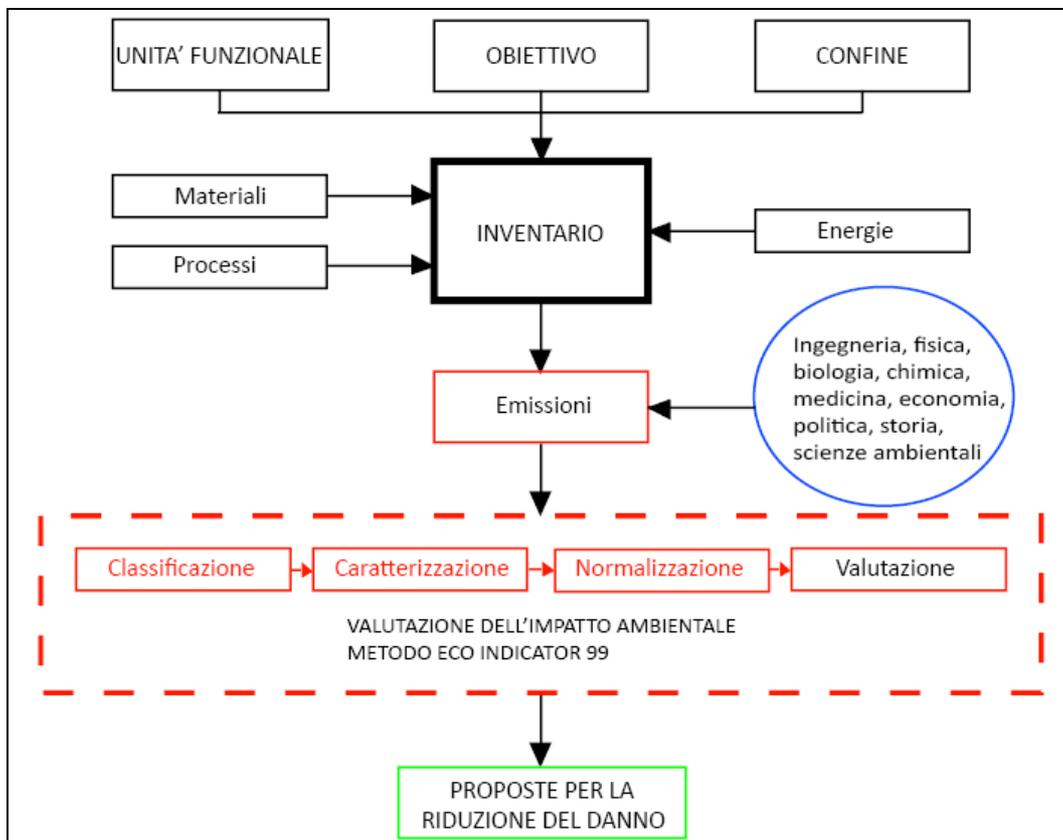 UNITA' FUNZIONALE
OBIETTIVO
CONFINE
Materiali
Processi
INVENTARIO
Energie
Emissioni
Ingegneria, fisica,
biologia, chimica,
medicina, economia,
politica, storia,
scienze ambientali
Classificazione
Caratterizzazione
Normalizzazione
Valutazione
VALUTAZIONE DELL'IMPATTO AMBIENTALE
METODO ECO INDICATOR 99
PROPOSTE PER LA
RIDUZIONE DEL DANNO